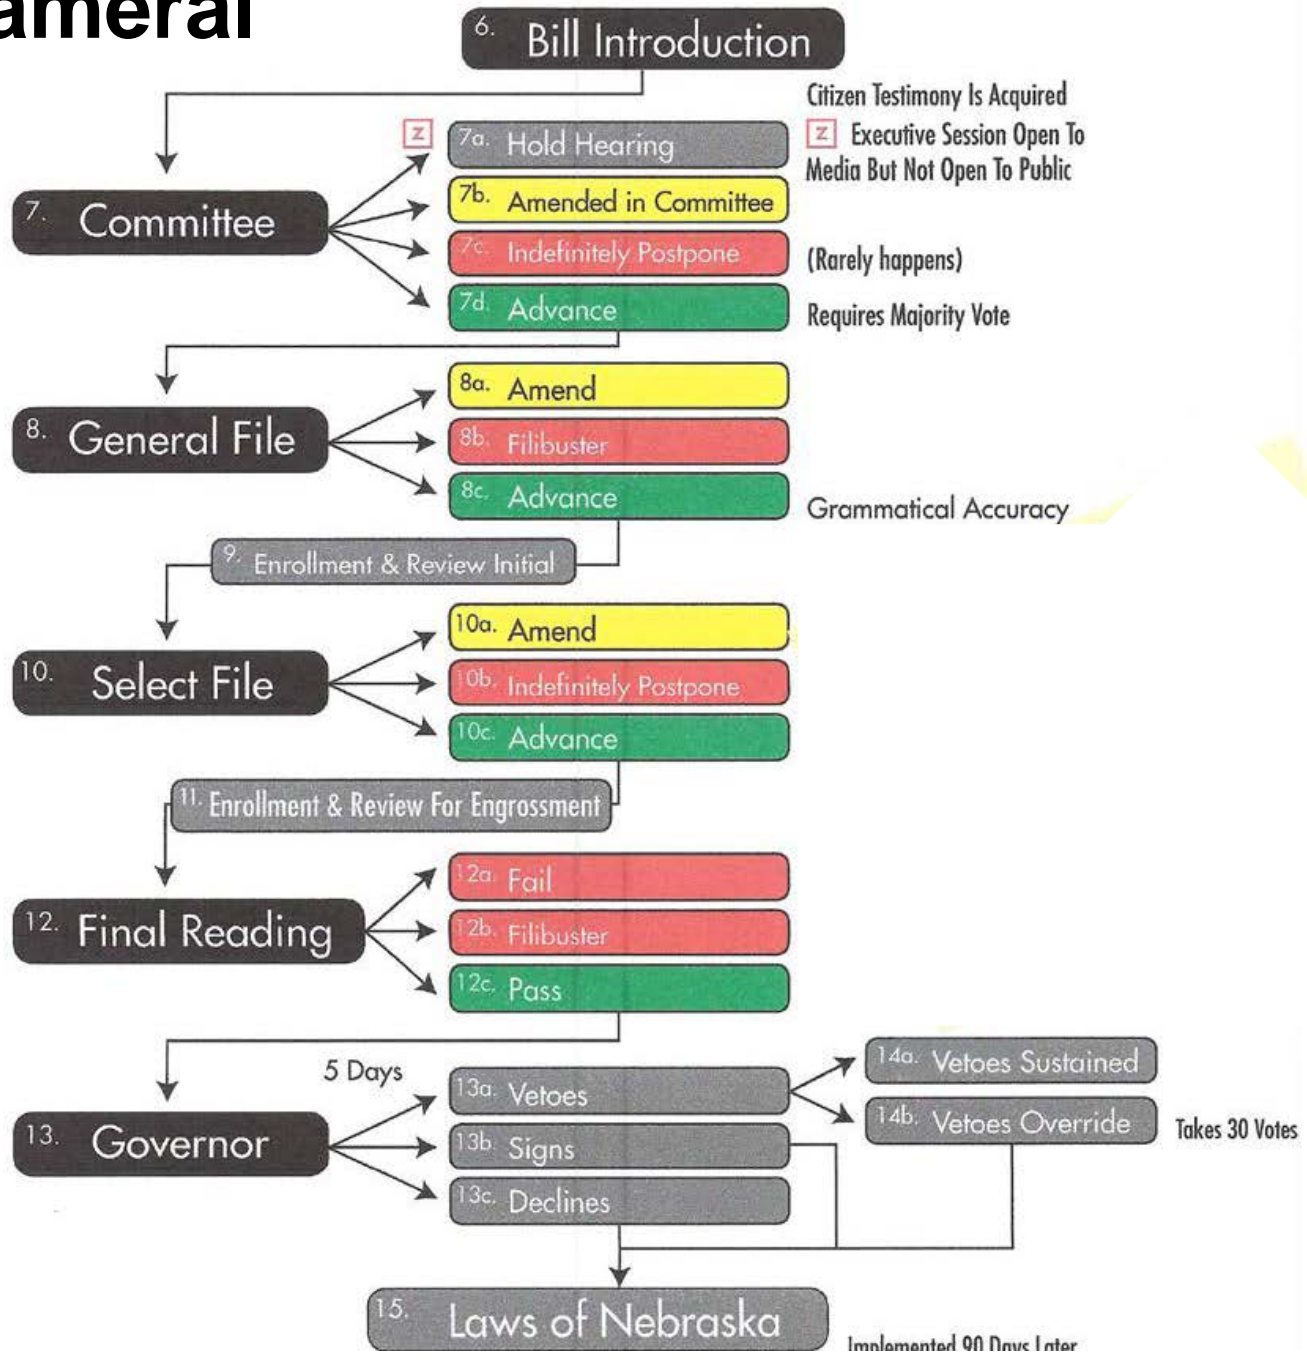 ameral
6. Bill Introduction
Citizen Testimony Is Acquired
Z
7a. Hold Hearing
Z Executive Session Open To
Media But Not Open To Public
7. Committee
7b. Amended in Committee
7c. Indefinitely Postpone
(Rarely happens)
7d. Advance
Requires Majority Vote
8a. Amend
8. General File
8b. Filibuster
8c. Advance
Grammatical Accuracy
9. Enrollment & Review Initial
10a. Amend
10. Select File
10b. Indefinitely Postpone
10c. Advance
11. Enrollment & Review For Engrossment
12a. Fail
12. Final Reading
12b. Filibuster
12c. Pass
5 Days
13a. Vetoes
14a. Vetoes Sustained
13. Governor
13b Signs
14b. Vetoes Override
Takes 30 Votes
13c. Declines
15. Laws of Nebraska
Implemented 90 Days Later